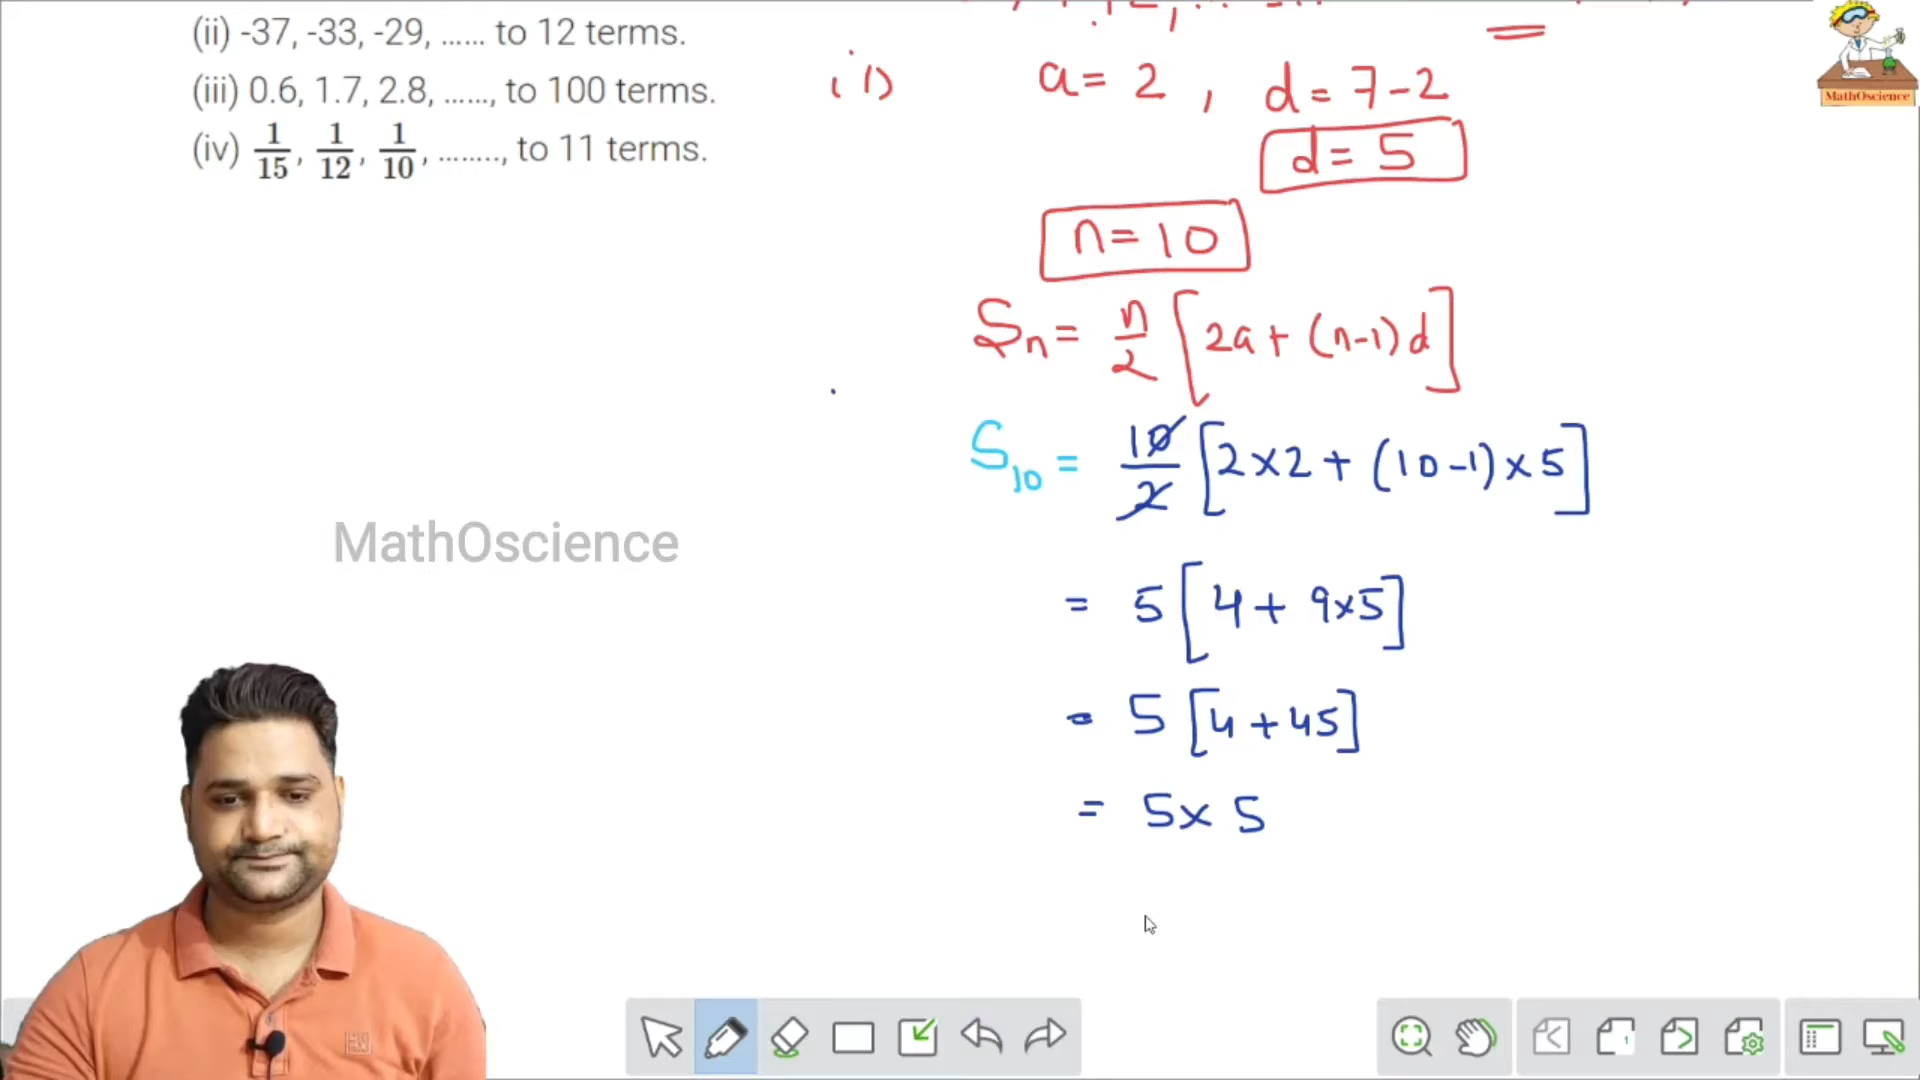 (ii) -37, -33, -29, ...... to 12 terms.
(iii) 0.6, 1.7, 2.8, ......, to 100 terms.
(iv) 1/15, 1/12, 1/10, ........, to 11 terms.
MathOscience
i) a = 2 , d = 7-2
d = 5
n = 10
Sn = n/2 [2a + (n-1)d]
S10 = 10/2 [2×2 + (10-1)×5]
= 5 [4 + 9×5]
= 5 [4 + 45]
= 5× 5
MathOscience